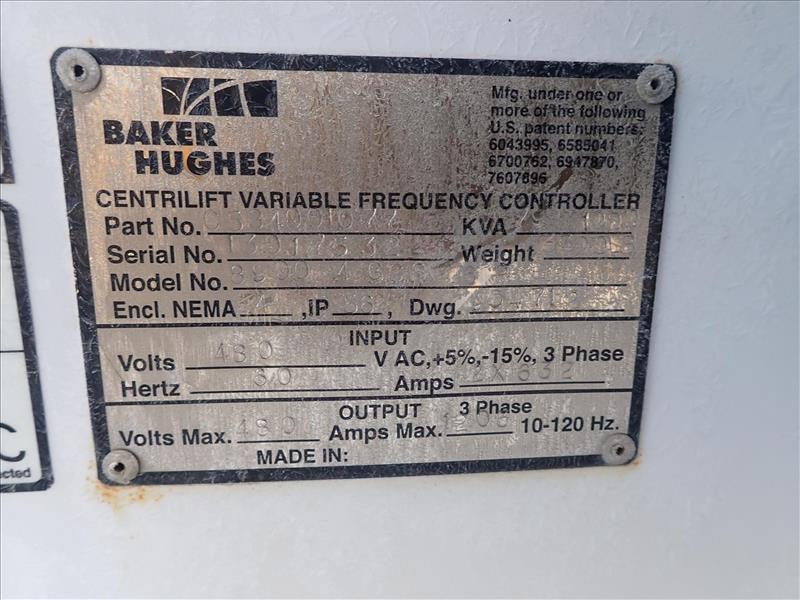 BAKER
HUGHES
Mfg. under one or
more of the following
U.S. patent numbers:
6043995, 6585041
6700762, 6947870,
7607896
CENTRILIFT VARIABLE FREQUENCY CONTROLLER
Part No. KVA
Serial No. Weight
Model No.
Encl. NEMA ,IP , Dwg.
INPUT
Volts 480 V AC,+5%,-15%, 3 Phase
Hertz 60 Amps
OUTPUT 3 Phase
Volts Max. 480 Amps Max. 10-120 Hz.
MADE IN:
C
cted